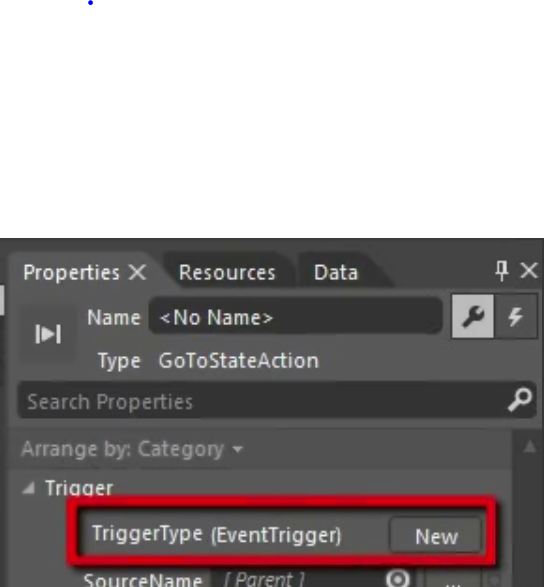 Properties Resources Data
Name <No Name>
Type GoToStateAction
Search Properties
Arrange by: Category
Trigger
TriggerType (EventTrigger) New
SourceName [Parent] ...